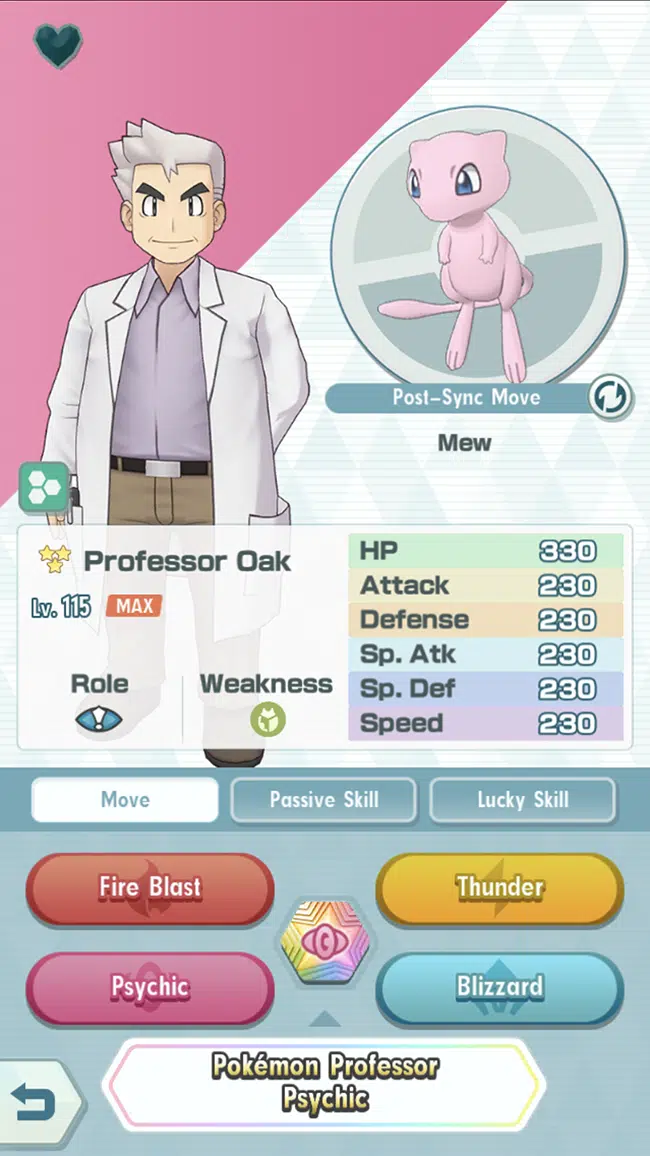 Post-Sync Move
Mew
Professor Oak
Lv. 115 MAX
Role
Weakness
HP 330
Attack 230
Defense 230
Sp. Atk 230
Sp. Def 230
Speed 230
Move
Passive Skill
Lucky Skill
Fire Blast
Thunder
Psychic
Blizzard
Pokémon Professor
Psychic